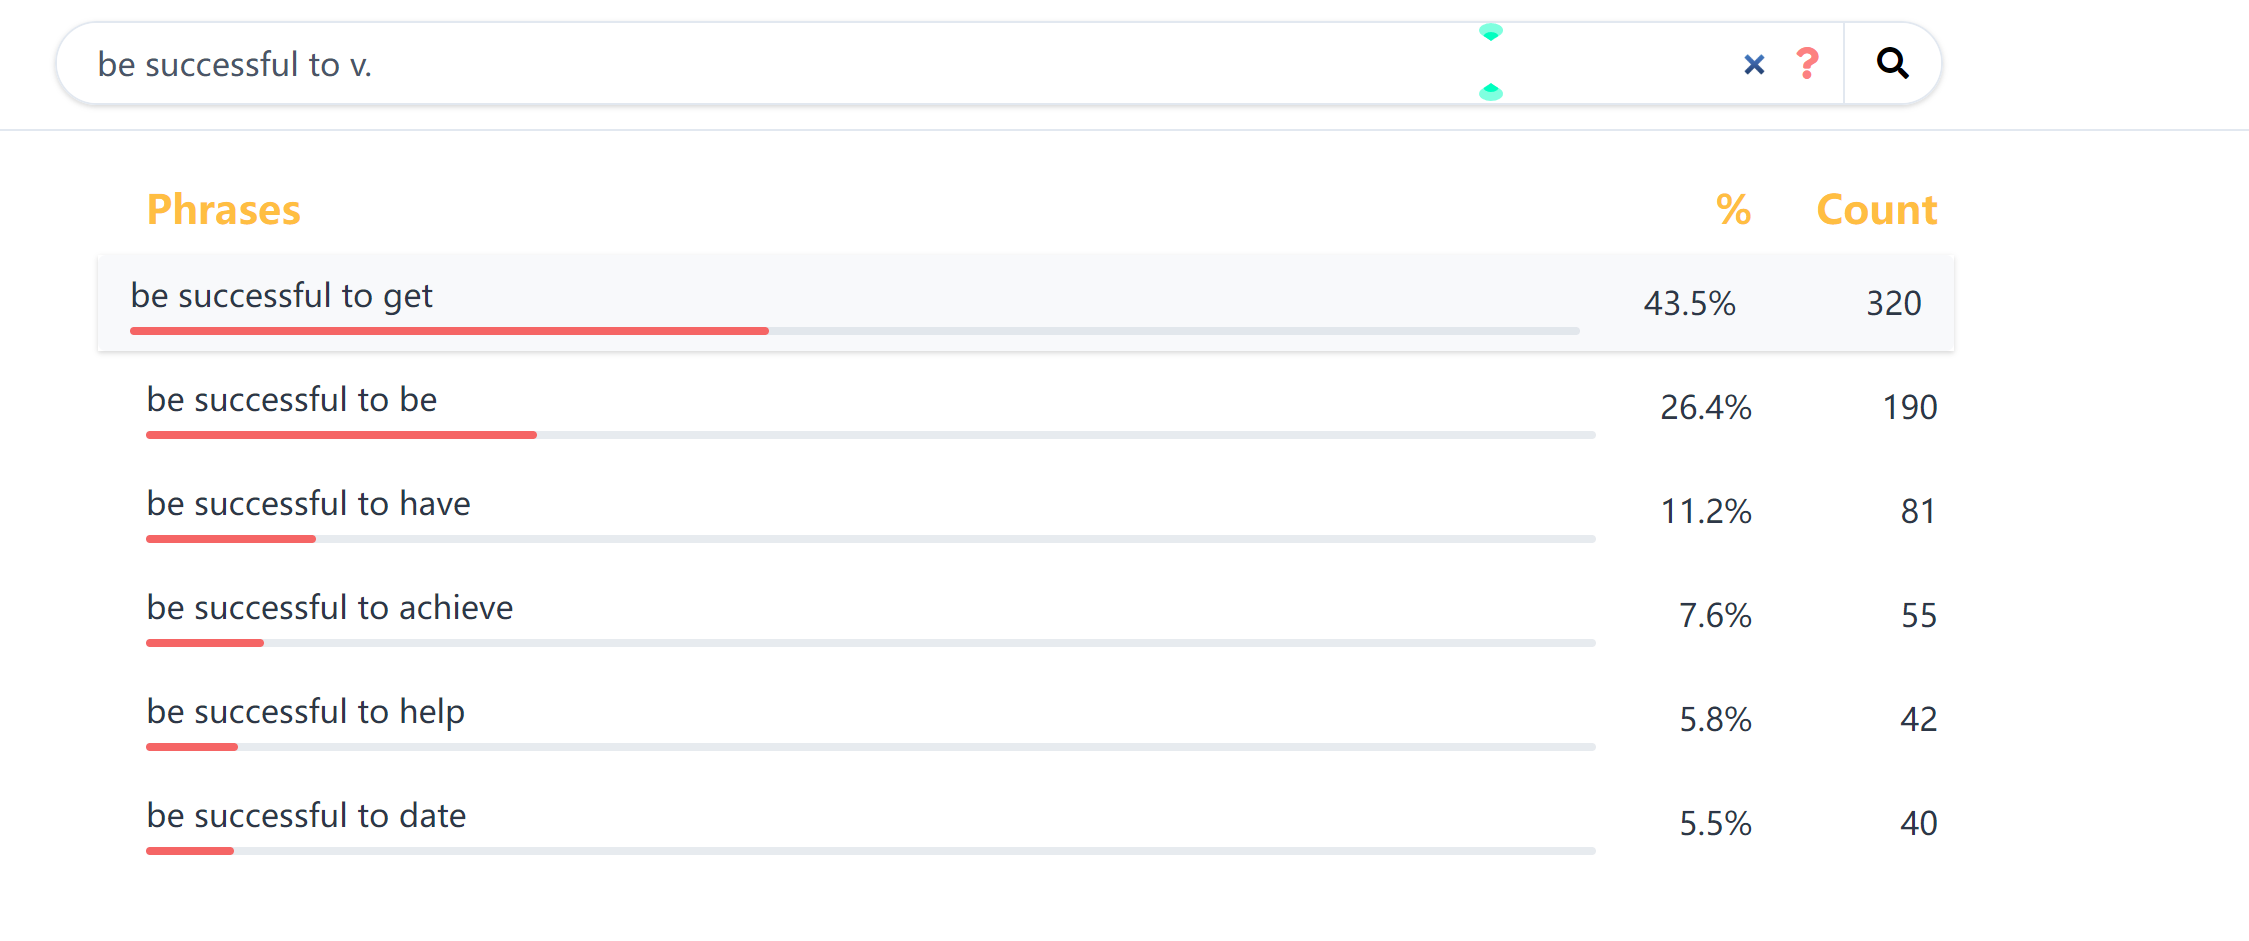 be successful to v.
Phrases % Count
be successful to get 43.5% 320
be successful to be 26.4% 190
be successful to have 11.2% 81
be successful to achieve 7.6% 55
be successful to help 5.8% 42
be successful to date 5.5% 40